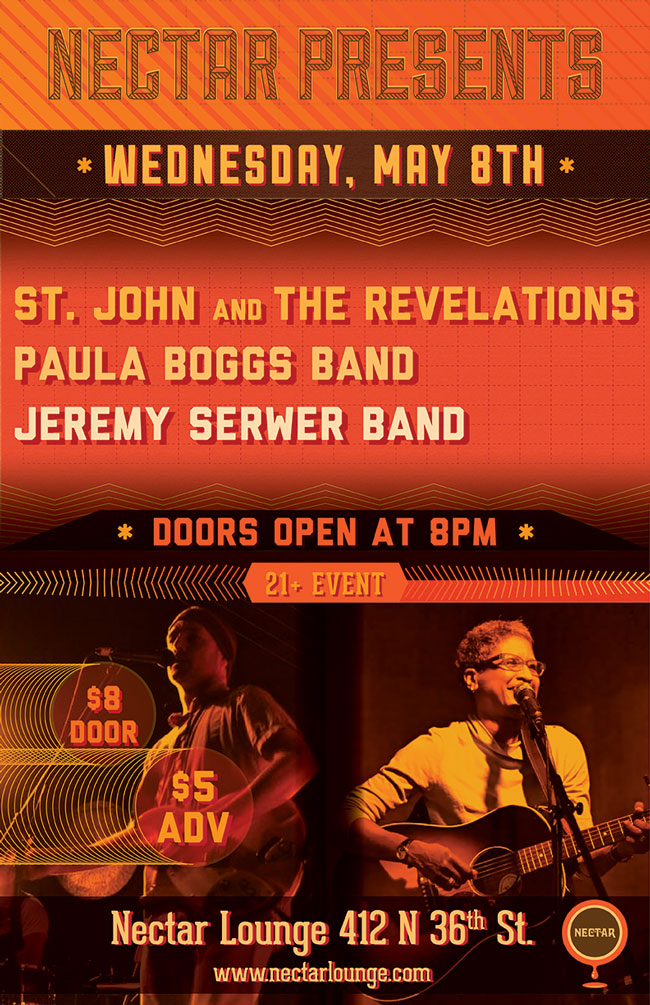 NECTAR PRESENTS
* WEDNESDAY, MAY 8TH *
ST. JOHN AND THE REVELATIONS
PAULA BOGGS BAND
JEREMY SERWER BAND
* DOORS OPEN AT 8PM *
21+ EVENT
$8
DOOR
$5
ADV
Nectar Lounge 412 N 36th St.
NECTAR
www.nectarlounge.com